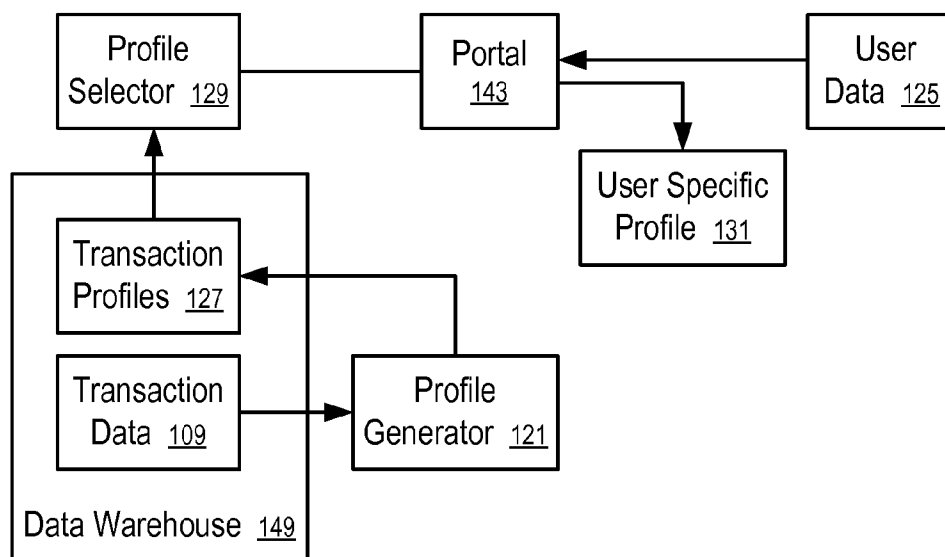 Profile
Selector 129
Portal
143
User
Data 125
User Specific
Profile 131
Transaction
Profiles 127
Transaction
Data 109
Profile
Generator 121
Data Warehouse 149